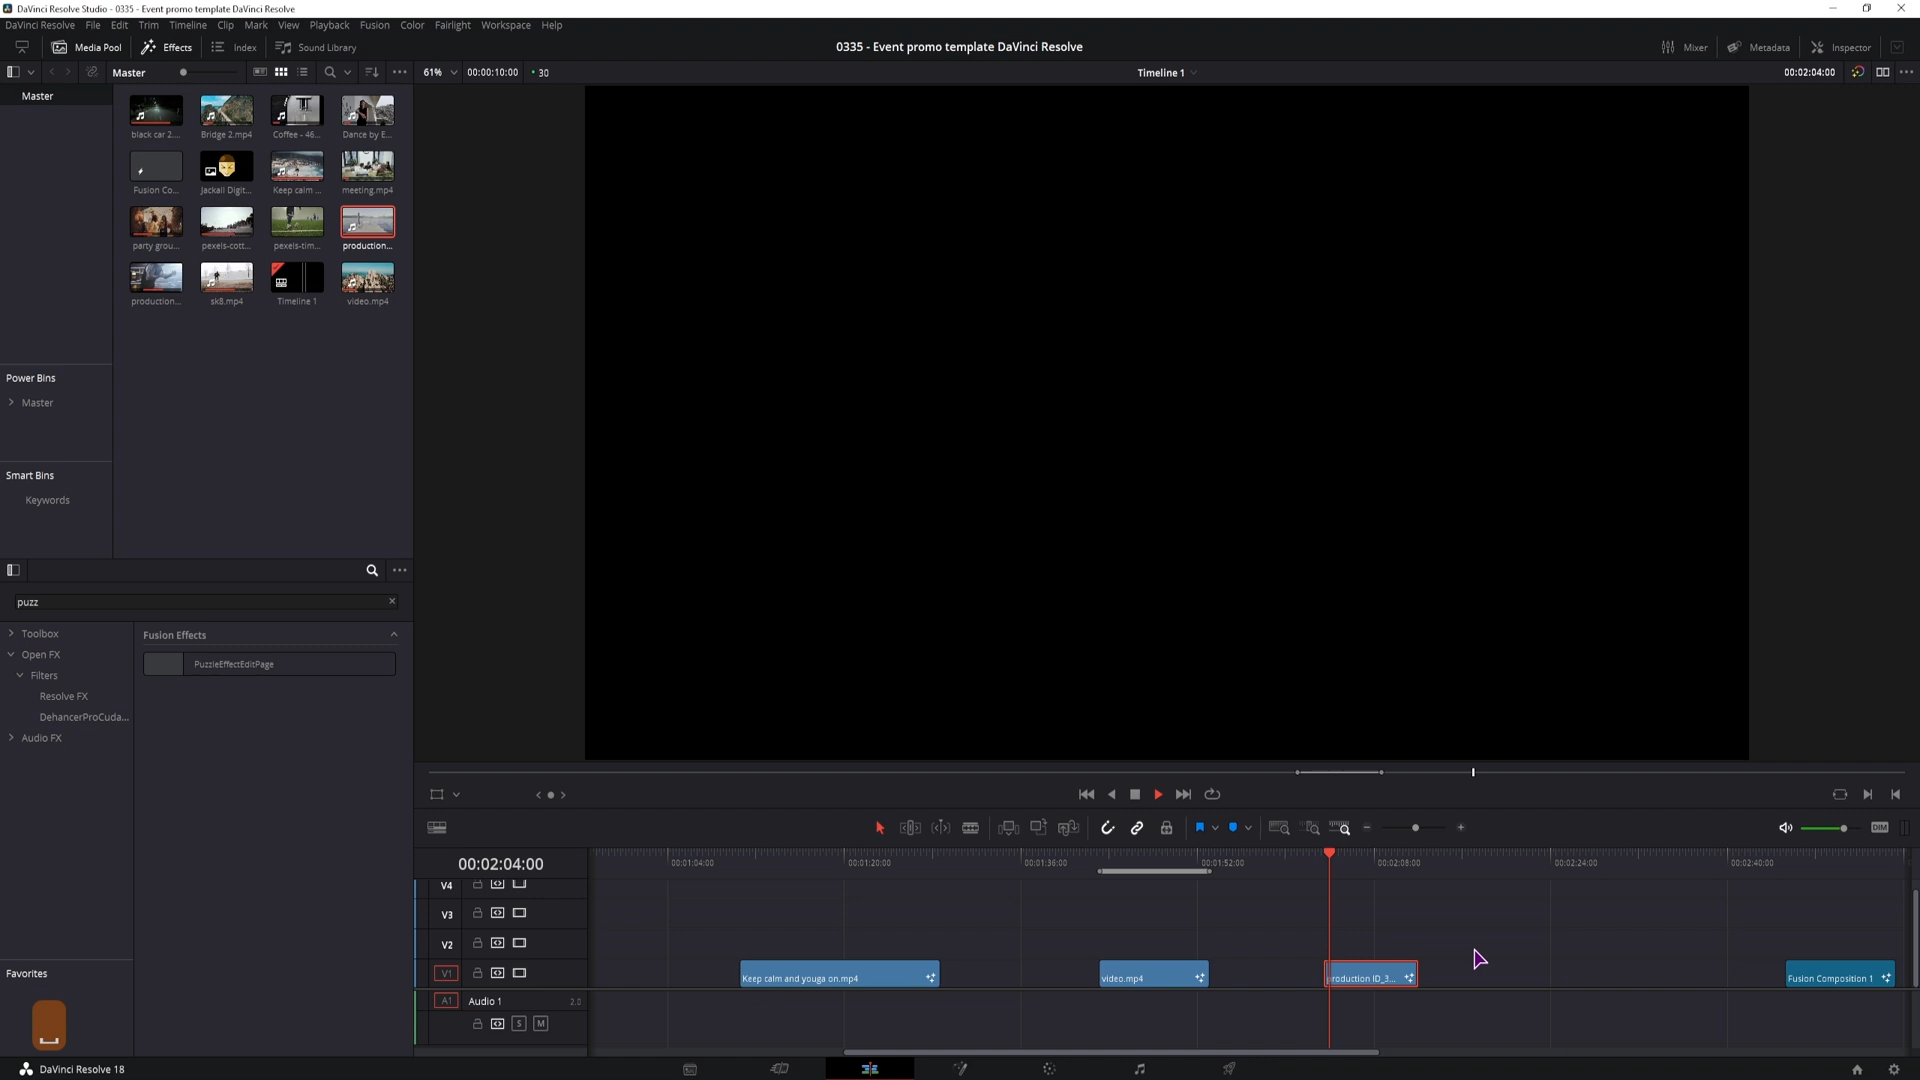 DaVinci Resolve Studio - 0335 - Event promo template DaVinci Resolve
DaVinci Resolve File Edit Trim Timeline Clip Mark View Playback Fusion Color Fairlight Workspace Help
Media Pool Effects Index Sound Library
0335 - Event promo template DaVinci Resolve
Mixer Metadata Inspector
Master
61% 00:00:10:00 30
Timeline 1
00:02:04:00
Master
black car 2.... Bridge 2.mp4 Coffee - 46... Dance by E...
Fusion Co... Jackall Digit... Keep calm ... meeting.mp4
party grou... pexels-cott... pexels-tim... production...
production... sk8.mp4 Timeline 1 video.mp4
Power Bins
Master
Smart Bins
Keywords
puzz
Toolbox
Open FX
Filters
Resolve FX
DehancerProCuda...
Audio FX
Fusion Effects
PuzzleEffectEditPage
Favorites
DIM
00:02:04:00
00:01:04:00 00:01:20:00 00:01:36:00 00:01:52:00 00:02:08:00 00:02:24:00 00:02:40:00
V4
V3
V2
V1
Keep calm and youga on.mp4 video.mp4 production ID_3... Fusion Composition 1
A1 Audio 1 2.0
S M
DaVinci Resolve 18